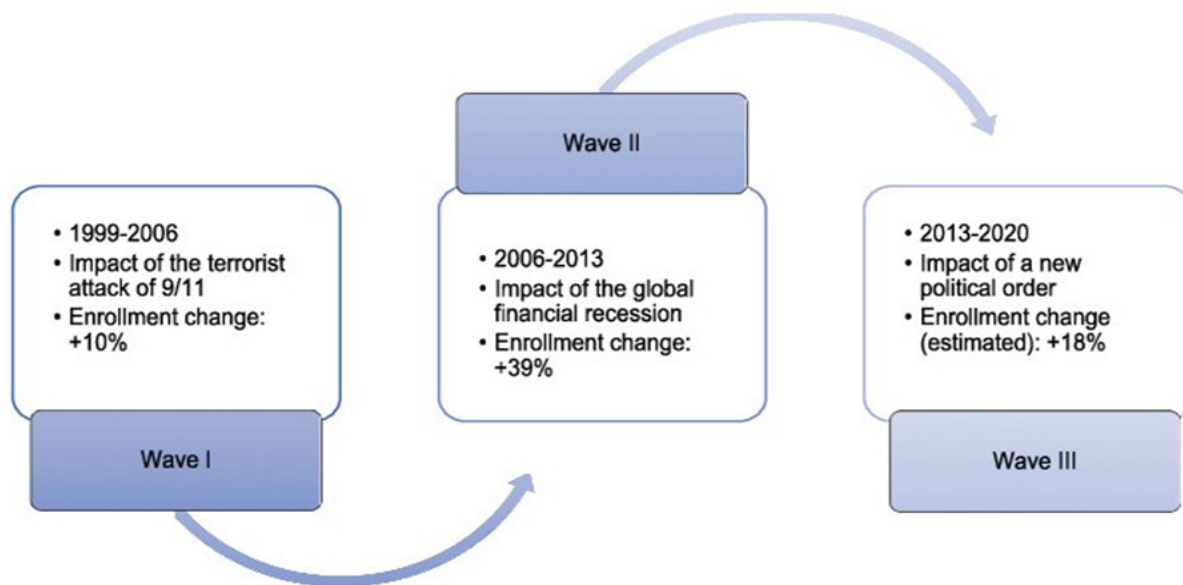 • 1999-2006
• Impact of the terrorist
attack of 9/11
• Enrollment change:
+10%
Wave I
Wave II
• 2006-2013
• Impact of the global
financial recession
• Enrollment change:
+39%
• 2013-2020
• Impact of a new
political order
• Enrollment change
(estimated): +18%
Wave III